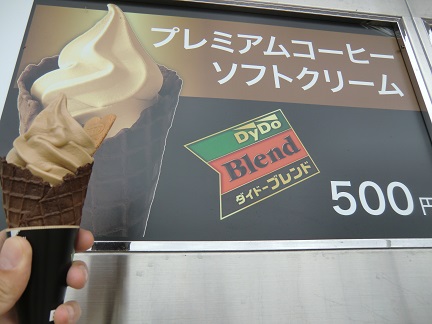 プレミアムコーヒー
ソフトクリーム
DyDo
Blend
ダイドーブレンド
500円